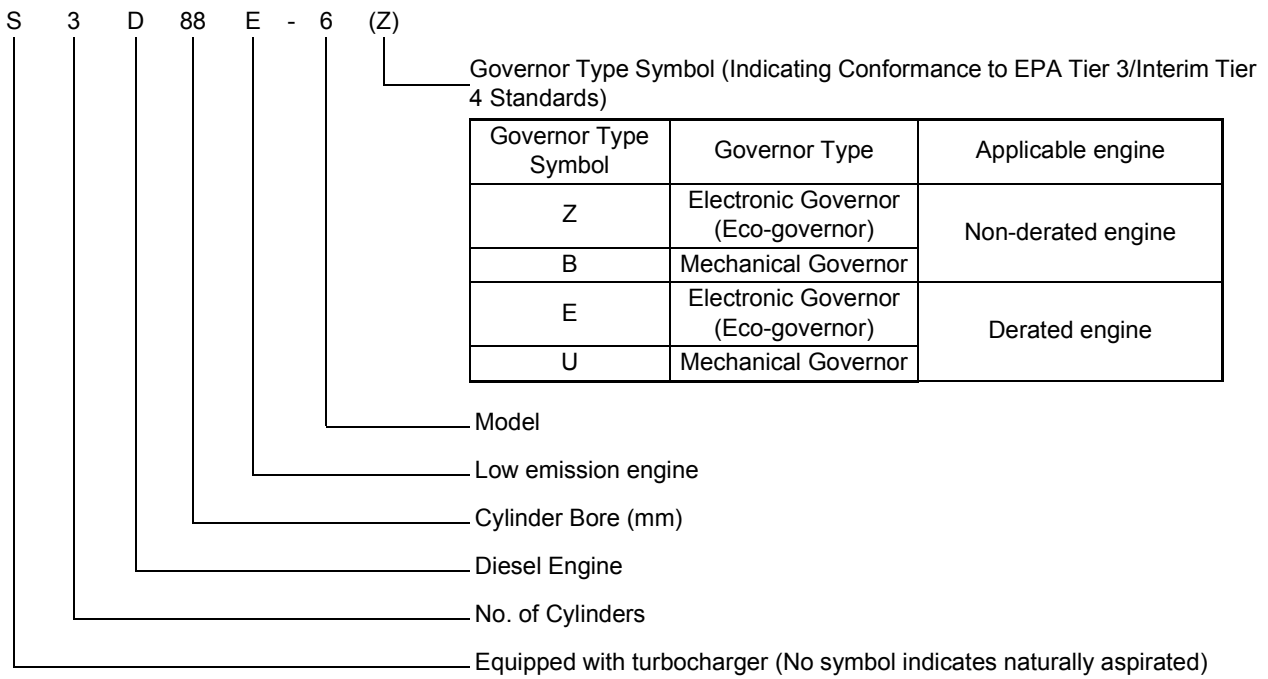 S 3 D 88 E - 6 (Z)
Governor Type Symbol (Indicating Conformance to EPA Tier 3/Interim Tier
4 Standards)
Governor Type
Symbol
Governor Type
Applicable engine
Z
Electronic Governor
(Eco-governor)
Non-derated engine
B
Mechanical Governor
E
Electronic Governor
(Eco-governor)
Derated engine
U
Mechanical Governor
Model
Low emission engine
Cylinder Bore (mm)
Diesel Engine
No. of Cylinders
Equipped with turbocharger (No symbol indicates naturally aspirated)